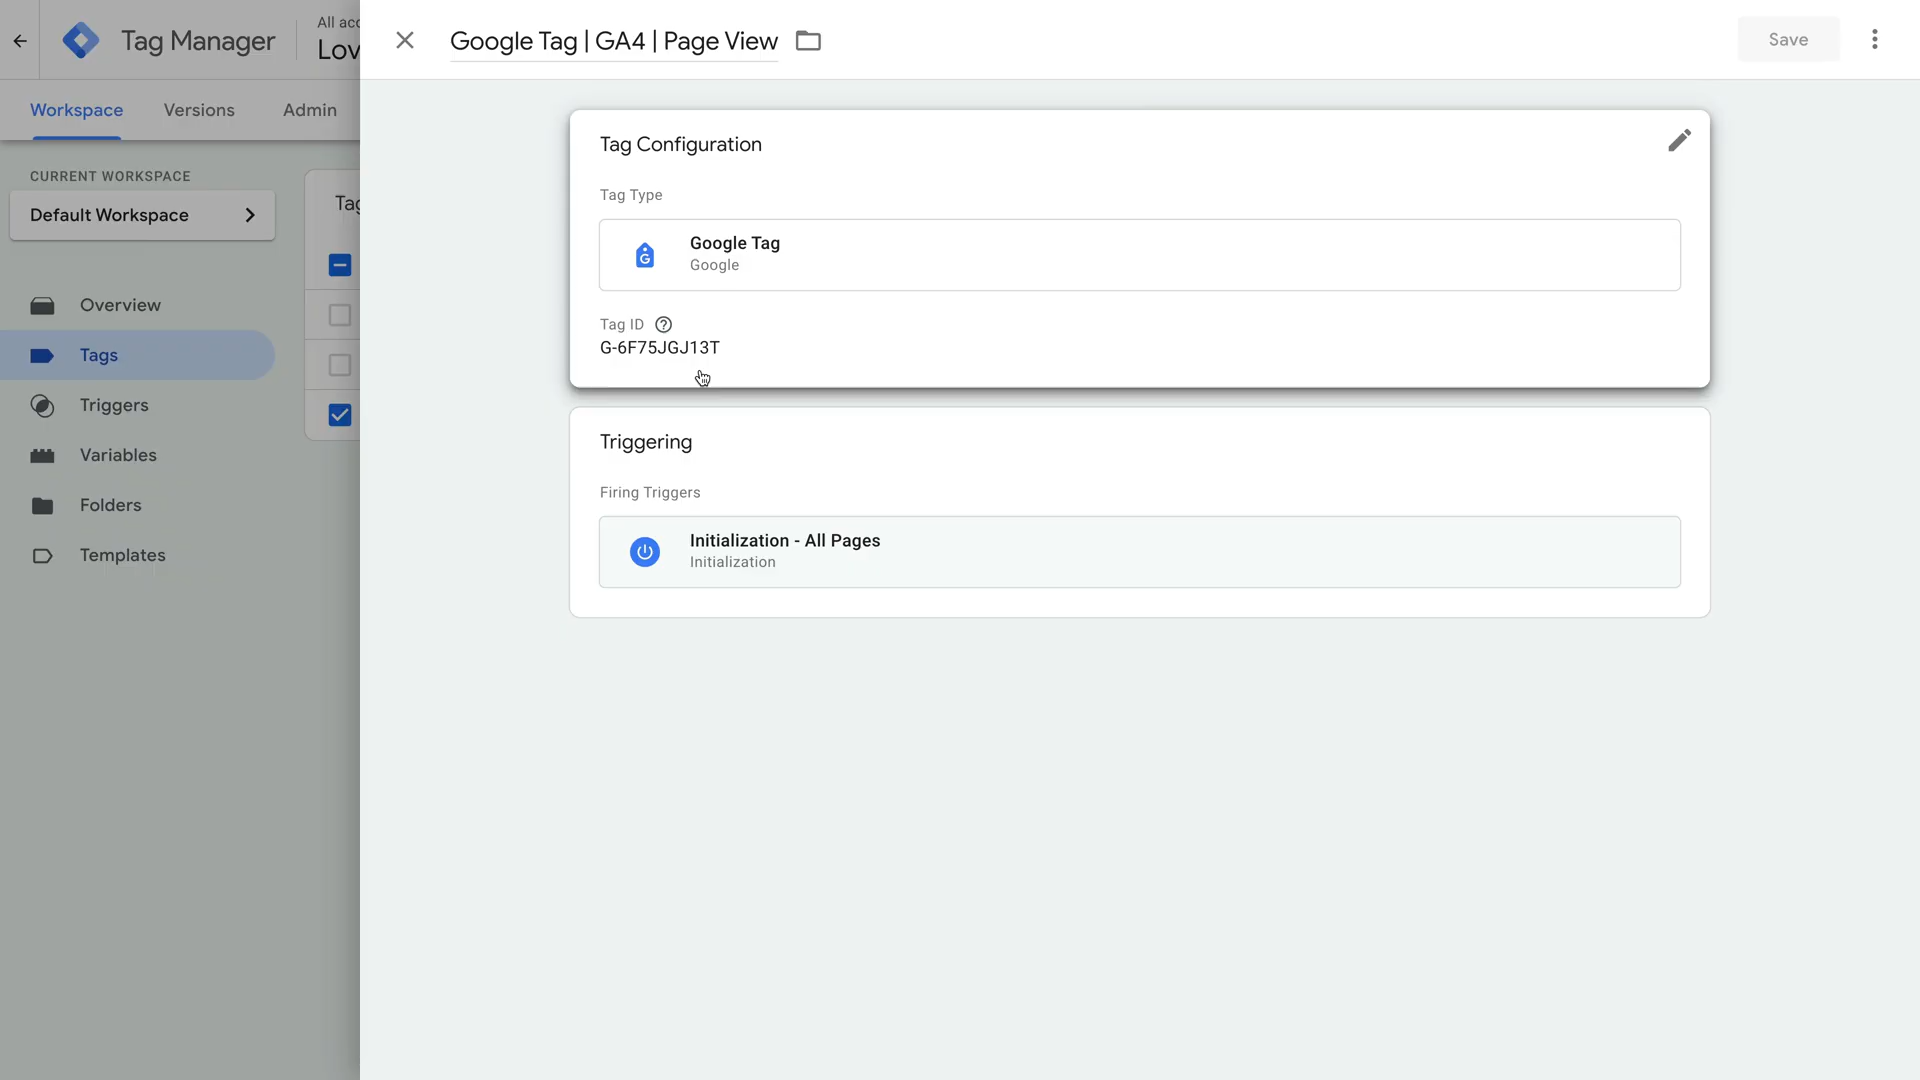 Tag Manager
All acc
Lov
Google Tag | GA4 | Page View
Save
Workspace
Versions
Admin
CURRENT WORKSPACE
Default Workspace
Tag
Overview
Tags
Triggers
Variables
Folders
Templates
Tag Configuration
Tag Type
G
Google Tag
Google
Tag ID ?
G-6F75JGJ13T
Triggering
Firing Triggers
Initialization - All Pages
Initialization